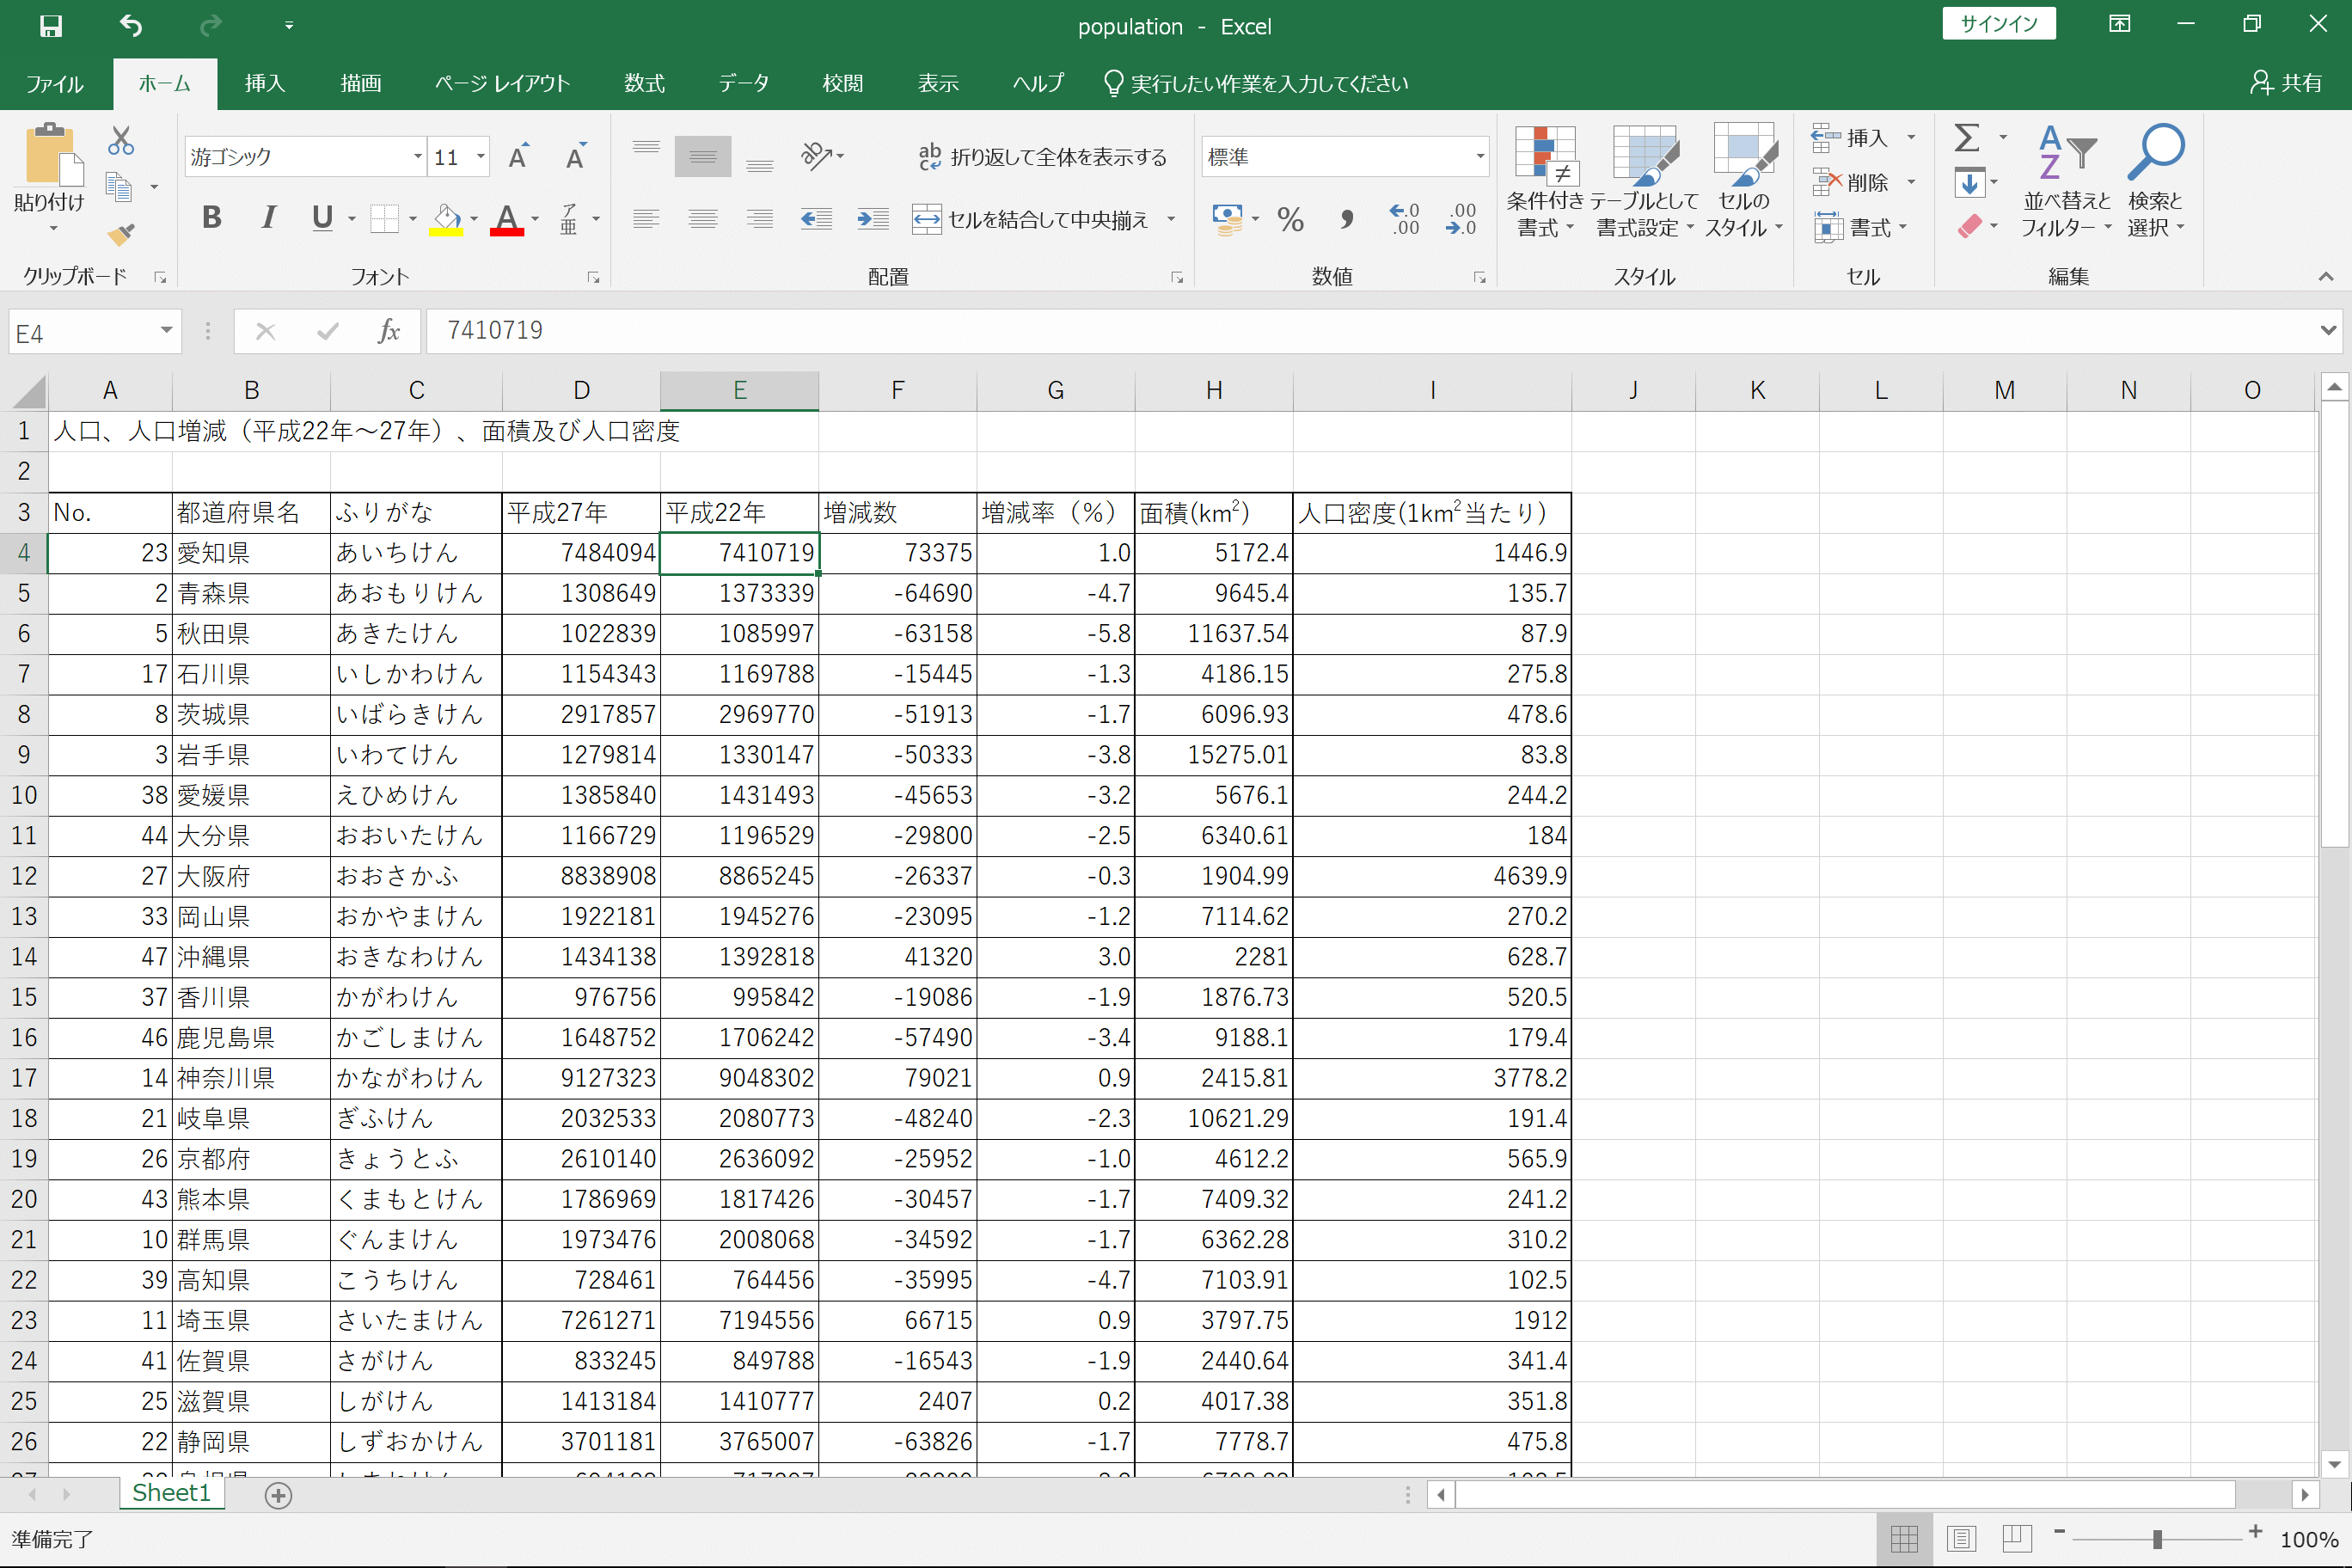 population - Excel
サインイン
ファイル ホーム 挿入 描画 ページ レイアウト 数式 データ 校閲 表示 ヘルプ 実行したい作業を入力してください 共有
貼り付け
クリップボード
游ゴシック 11
B I U
フォント
折り返して全体を表示する
セルを結合して中央揃え
配置
標準
数値
条件付き書式
テーブルとして書式設定
セルのスタイル
スタイル
挿入
削除
書式
セル
並べ替えとフィルター
検索と選択
編集
E4 fx 7410719
A B C D E F G H I J K L M N O
1 人口、人口増減（平成22年～27年）、面積及び人口密度
2
3 No. 都道府県名 ふりがな 平成27年 平成22年 増減数 増減率（%） 面積(km²) 人口密度(1km²当たり)
4 23 愛知県 あいちけん 7484094 7410719 73375 1.0 5172.4 1446.9
5 2 青森県 あおもりけん 1308649 1373339 -64690 -4.7 9645.4 135.7
6 5 秋田県 あきたけん 1022839 1085997 -63158 -5.8 11637.54 87.9
7 17 石川県 いしかわけん 1154343 1169788 -15445 -1.3 4186.15 275.8
8 8 茨城県 いばらきけん 2917857 2969770 -51913 -1.7 6096.93 478.6
9 3 岩手県 いわてけん 1279814 1330147 -50333 -3.8 15275.01 83.8
10 38 愛媛県 えひめけん 1385840 1431493 -45653 -3.2 5676.1 244.2
11 44 大分県 おおいたけん 1166729 1196529 -29800 -2.5 6340.61 184
12 27 大阪府 おおさかふ 8838908 8865245 -26337 -0.3 1904.99 4639.9
13 33 岡山県 おかやまけん 1922181 1945276 -23095 -1.2 7114.62 270.2
14 47 沖縄県 おきなわけん 1434138 1392818 41320 3.0 2281 628.7
15 37 香川県 かがわけん 976756 995842 -19086 -1.9 1876.73 520.5
16 46 鹿児島県 かごしまけん 1648752 1706242 -57490 -3.4 9188.1 179.4
17 14 神奈川県 かながわけん 9127323 9048302 79021 0.9 2415.81 3778.2
18 21 岐阜県 ぎふけん 2032533 2080773 -48240 -2.3 10621.29 191.4
19 26 京都府 きょうとふ 2610140 2636092 -25952 -1.0 4612.2 565.9
20 43 熊本県 くまもとけん 1786969 1817426 -30457 -1.7 7409.32 241.2
21 10 群馬県 ぐんまけん 1973476 2008068 -34592 -1.7 6362.28 310.2
22 39 高知県 こうちけん 728461 764456 -35995 -4.7 7103.91 102.5
23 11 埼玉県 さいたまけん 7261271 7194556 66715 0.9 3797.75 1912
24 41 佐賀県 さがけん 833245 849788 -16543 -1.9 2440.64 341.4
25 25 滋賀県 しがけん 1413184 1410777 2407 0.2 4017.38 351.8
26 22 静岡県 しずおかけん 3701181 3765007 -63826 -1.7 7778.7 475.8
Sheet1
準備完了 100%